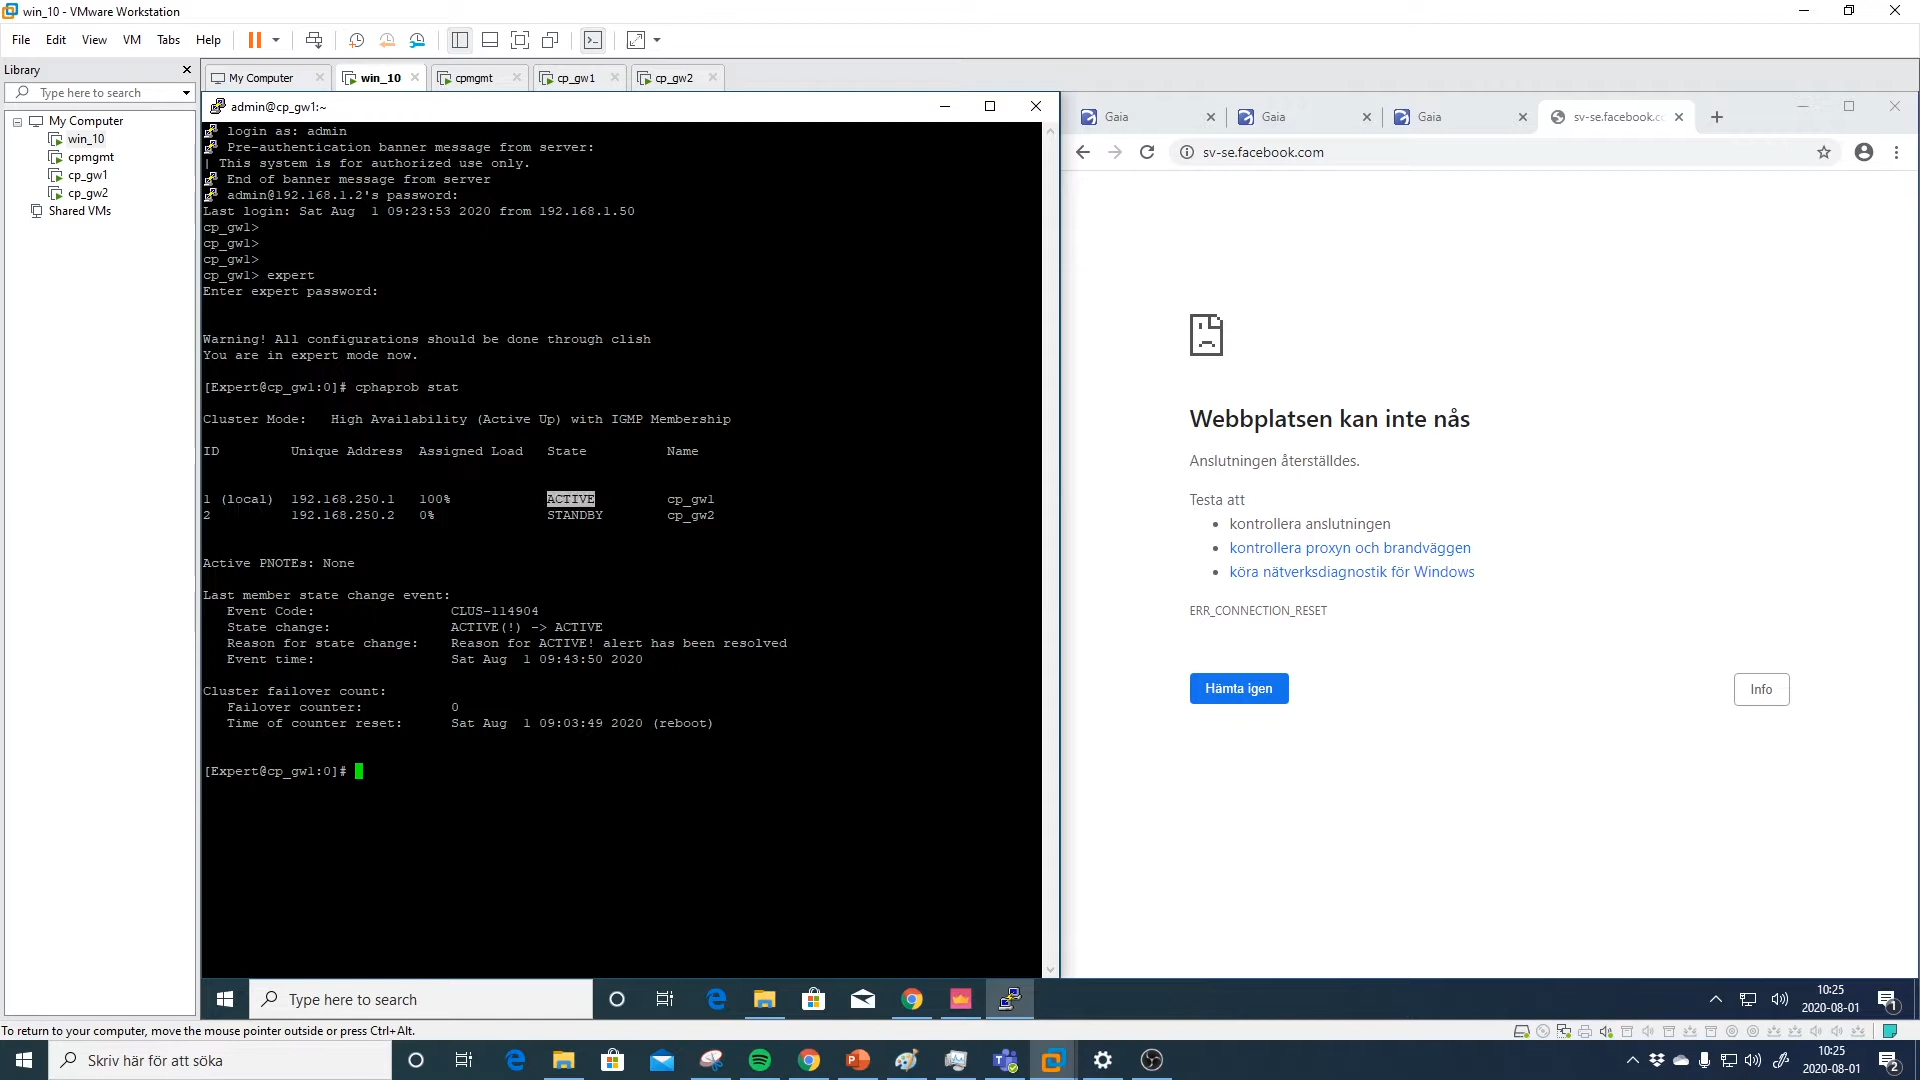 win_10 - VMware Workstation
File Edit View VM Tabs Help
Library
Type here to search
My Computer
win_10
cpmgmt
cp_gw1
cp_gw2
Shared VMs
My Computer win_10 cpmgmt cp_gw1 cp_gw2
admin@cp_gw1:~
login as: admin
Pre-authentication banner message from server:
| This system is for authorized use only.
End of banner message from server
admin@192.168.1.2's password:
Last login: Sat Aug  1 09:23:53 2020 from 192.168.1.50
cp_gw1>
cp_gw1>
cp_gw1>
cp_gw1> expert
Enter expert password:
Warning! All configurations should be done through clish
You are in expert mode now.
[Expert@cp_gw1:0]# cphaprob stat
Cluster Mode:   High Availability (Active Up) with IGMP Membership
ID         Unique Address  Assigned Load   State          Name
1 (local)  192.168.250.1   100%            ACTIVE         cp_gw1
2          192.168.250.2   0%              STANDBY        cp_gw2
Active PNOTEs: None
Last member state change event:
Event Code:                 CLUS-114904
State change:               ACTIVE(!) -> ACTIVE
Reason for state change:    Reason for ACTIVE! alert has been resolved
Event time:                 Sat Aug  1 09:43:50 2020
Cluster failover count:
Failover counter:           0
Time of counter reset:      Sat Aug  1 09:03:49 2020 (reboot)
[Expert@cp_gw1:0]#
Gaia Gaia Gaia sv-se.facebook.cc
sv-se.facebook.com
Webbplatsen kan inte nås
Anslutningen återställdes.
Testa att
• kontrollera anslutningen
• kontrollera proxyn och brandväggen
• köra nätverksdiagnostik för Windows
ERR_CONNECTION_RESET
Hämta igen
Info
Type here to search
10:25
2020-08-01
1
To return to your computer, move the mouse pointer outside or press Ctrl+Alt.
Skriv här för att söka
10:25
2020-08-01
2